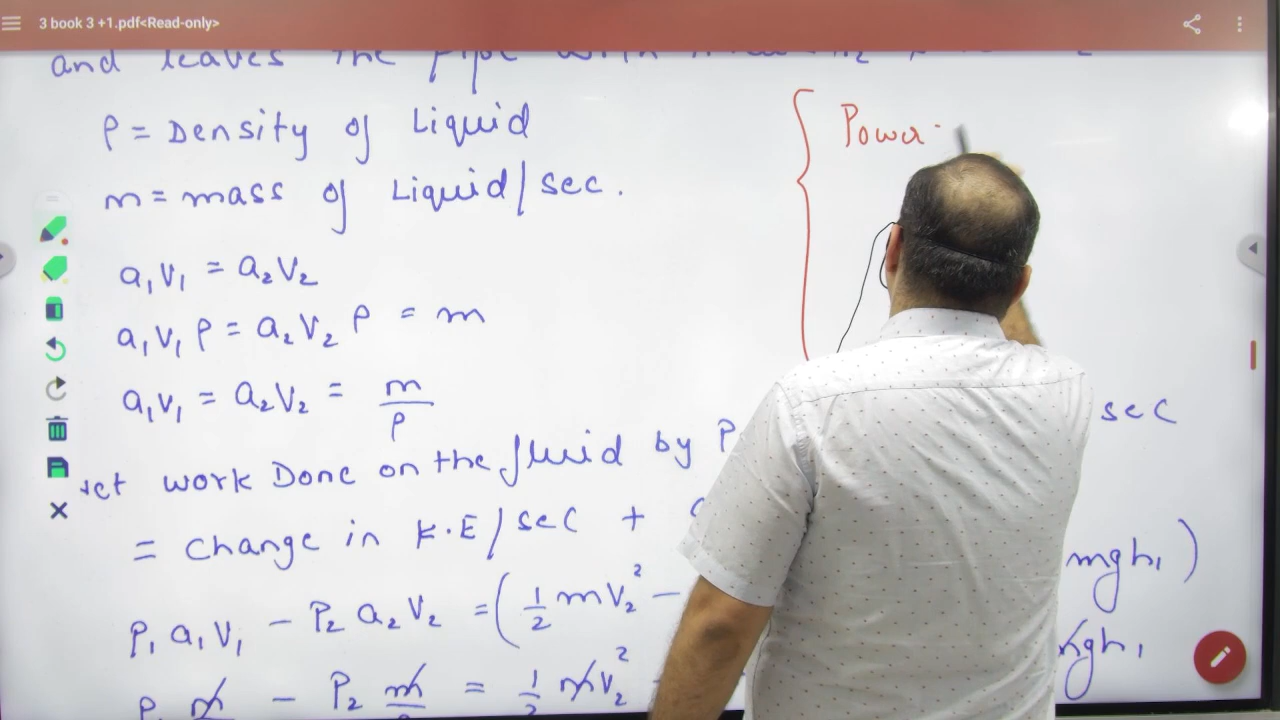 3 book 3 +1.pdf<Read-only>
and leaves the pipe with
ρ = Density of Liquid
m = mass of Liquid/sec.
a₁v₁ = a₂v₂
a₁v₁ρ = a₂v₂ρ = m
a₁v₁ = a₂v₂ = m/ρ
Power
work Done on the fluid by P sec
= change in K.E/sec +
P₁a₁v₁ - P₂a₂v₂ = (1/2 mv₂² - mgh₁)
P₁ m - P₂ m = 1/2 mv₂² mgh₁